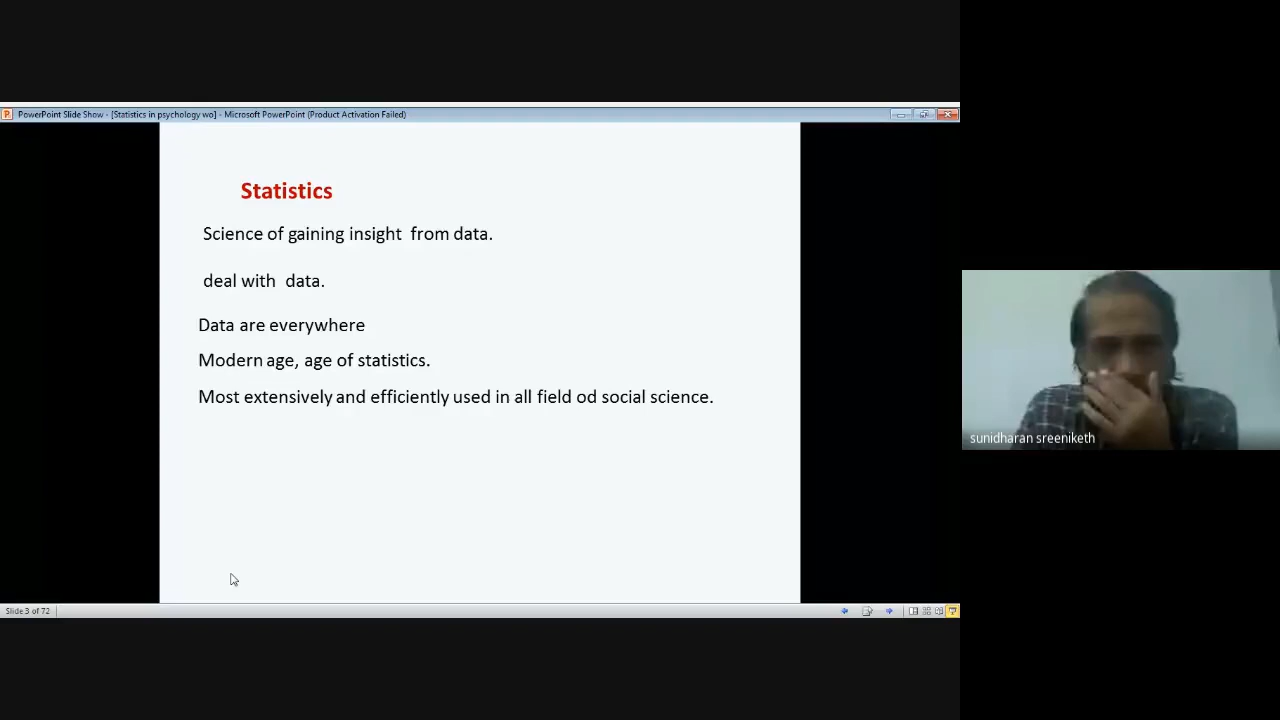 PowerPoint Slide Show - [Statistics in psychology wo] - Microsoft PowerPoint (Product Activation Failed)
Statistics
Science of gaining insight  from data.
deal with  data.
Data are everywhere
Modern age, age of statistics.
Most extensively and efficiently used in all field od social science.
sunidharan sreeniketh
Slide 3 of 72